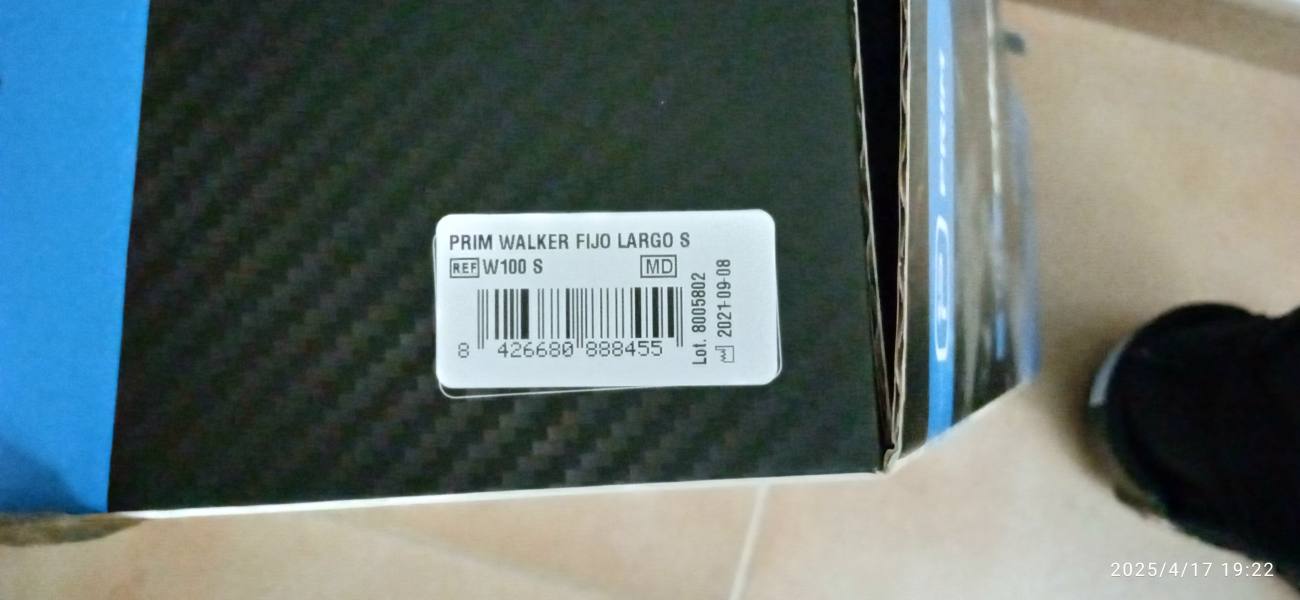 PRIM WALKER FIJO LARGO S
REF W100 S
MD
8 426680 888455
Lot. 8005802
2021-09-08
PRIM
2025/4/17 19:22